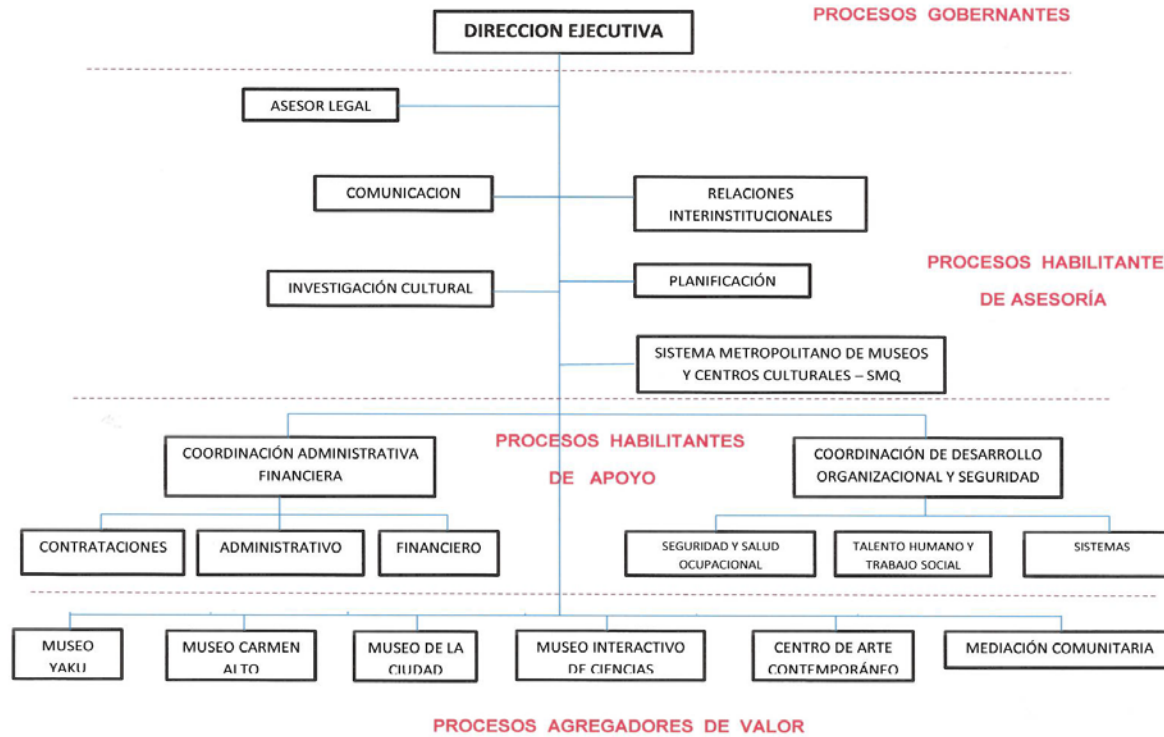 PROCESOS GOBERNANTES
DIRECCION EJECUTIVA
ASESOR LEGAL
COMUNICACION
RELACIONES
INTERINSTITUCIONALES
PROCESOS HABILITANTE
DE ASESORÍA
INVESTIGACIÓN CULTURAL
PLANIFICACIÓN
SISTEMA METROPOLITANO DE MUSEOS
Y CENTROS CULTURALES – SMQ
PROCESOS HABILITANTES
DE APOYO
COORDINACIÓN ADMINISTRATIVA
FINANCIERA
COORDINACIÓN DE DESARROLLO
ORGANIZACIONAL Y SEGURIDAD
CONTRATACIONES
ADMINISTRATIVO
FINANCIERO
SEGURIDAD Y SALUD
OCUPACIONAL
TALENTO HUMANO Y
TRABAJO SOCIAL
SISTEMAS
MUSEO
YAKU
MUSEO CARMEN
ALTO
MUSEO DE LA
CIUDAD
MUSEO INTERACTIVO
DE CIENCIAS
CENTRO DE ARTE
CONTEMPORÁNEO
MEDIACIÓN COMUNITARIA
PROCESOS AGREGADORES DE VALOR